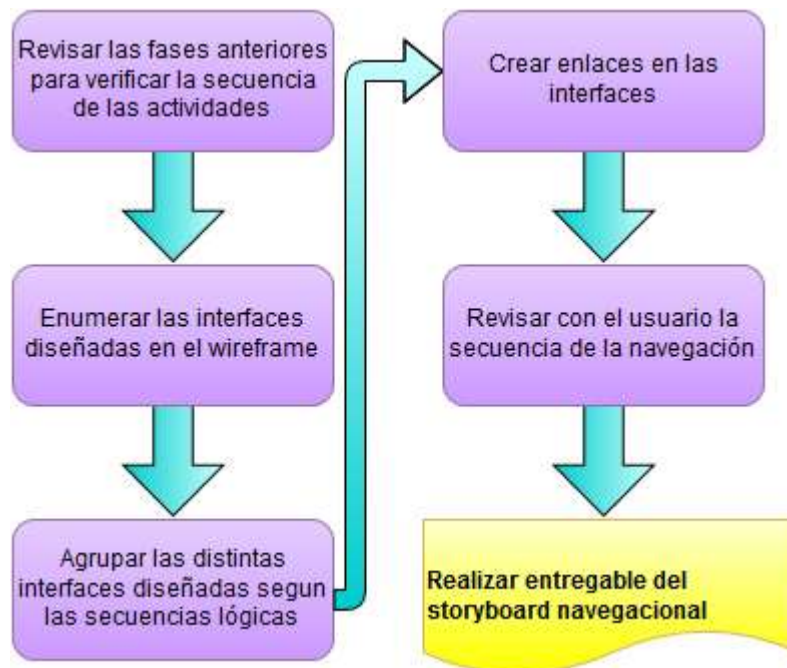 Revisar las fases anteriores
para verificar la secuencia
de las actividades
Enumerar las interfaces
diseñadas en el wireframe
Agrupar las distintas
interfaces diseñadas segun
las secuencias lógicas
Crear enlaces en las
interfaces
Revisar con el usuario la
secuencia de la navegación
Realizar entregable del
storyboard navegacional